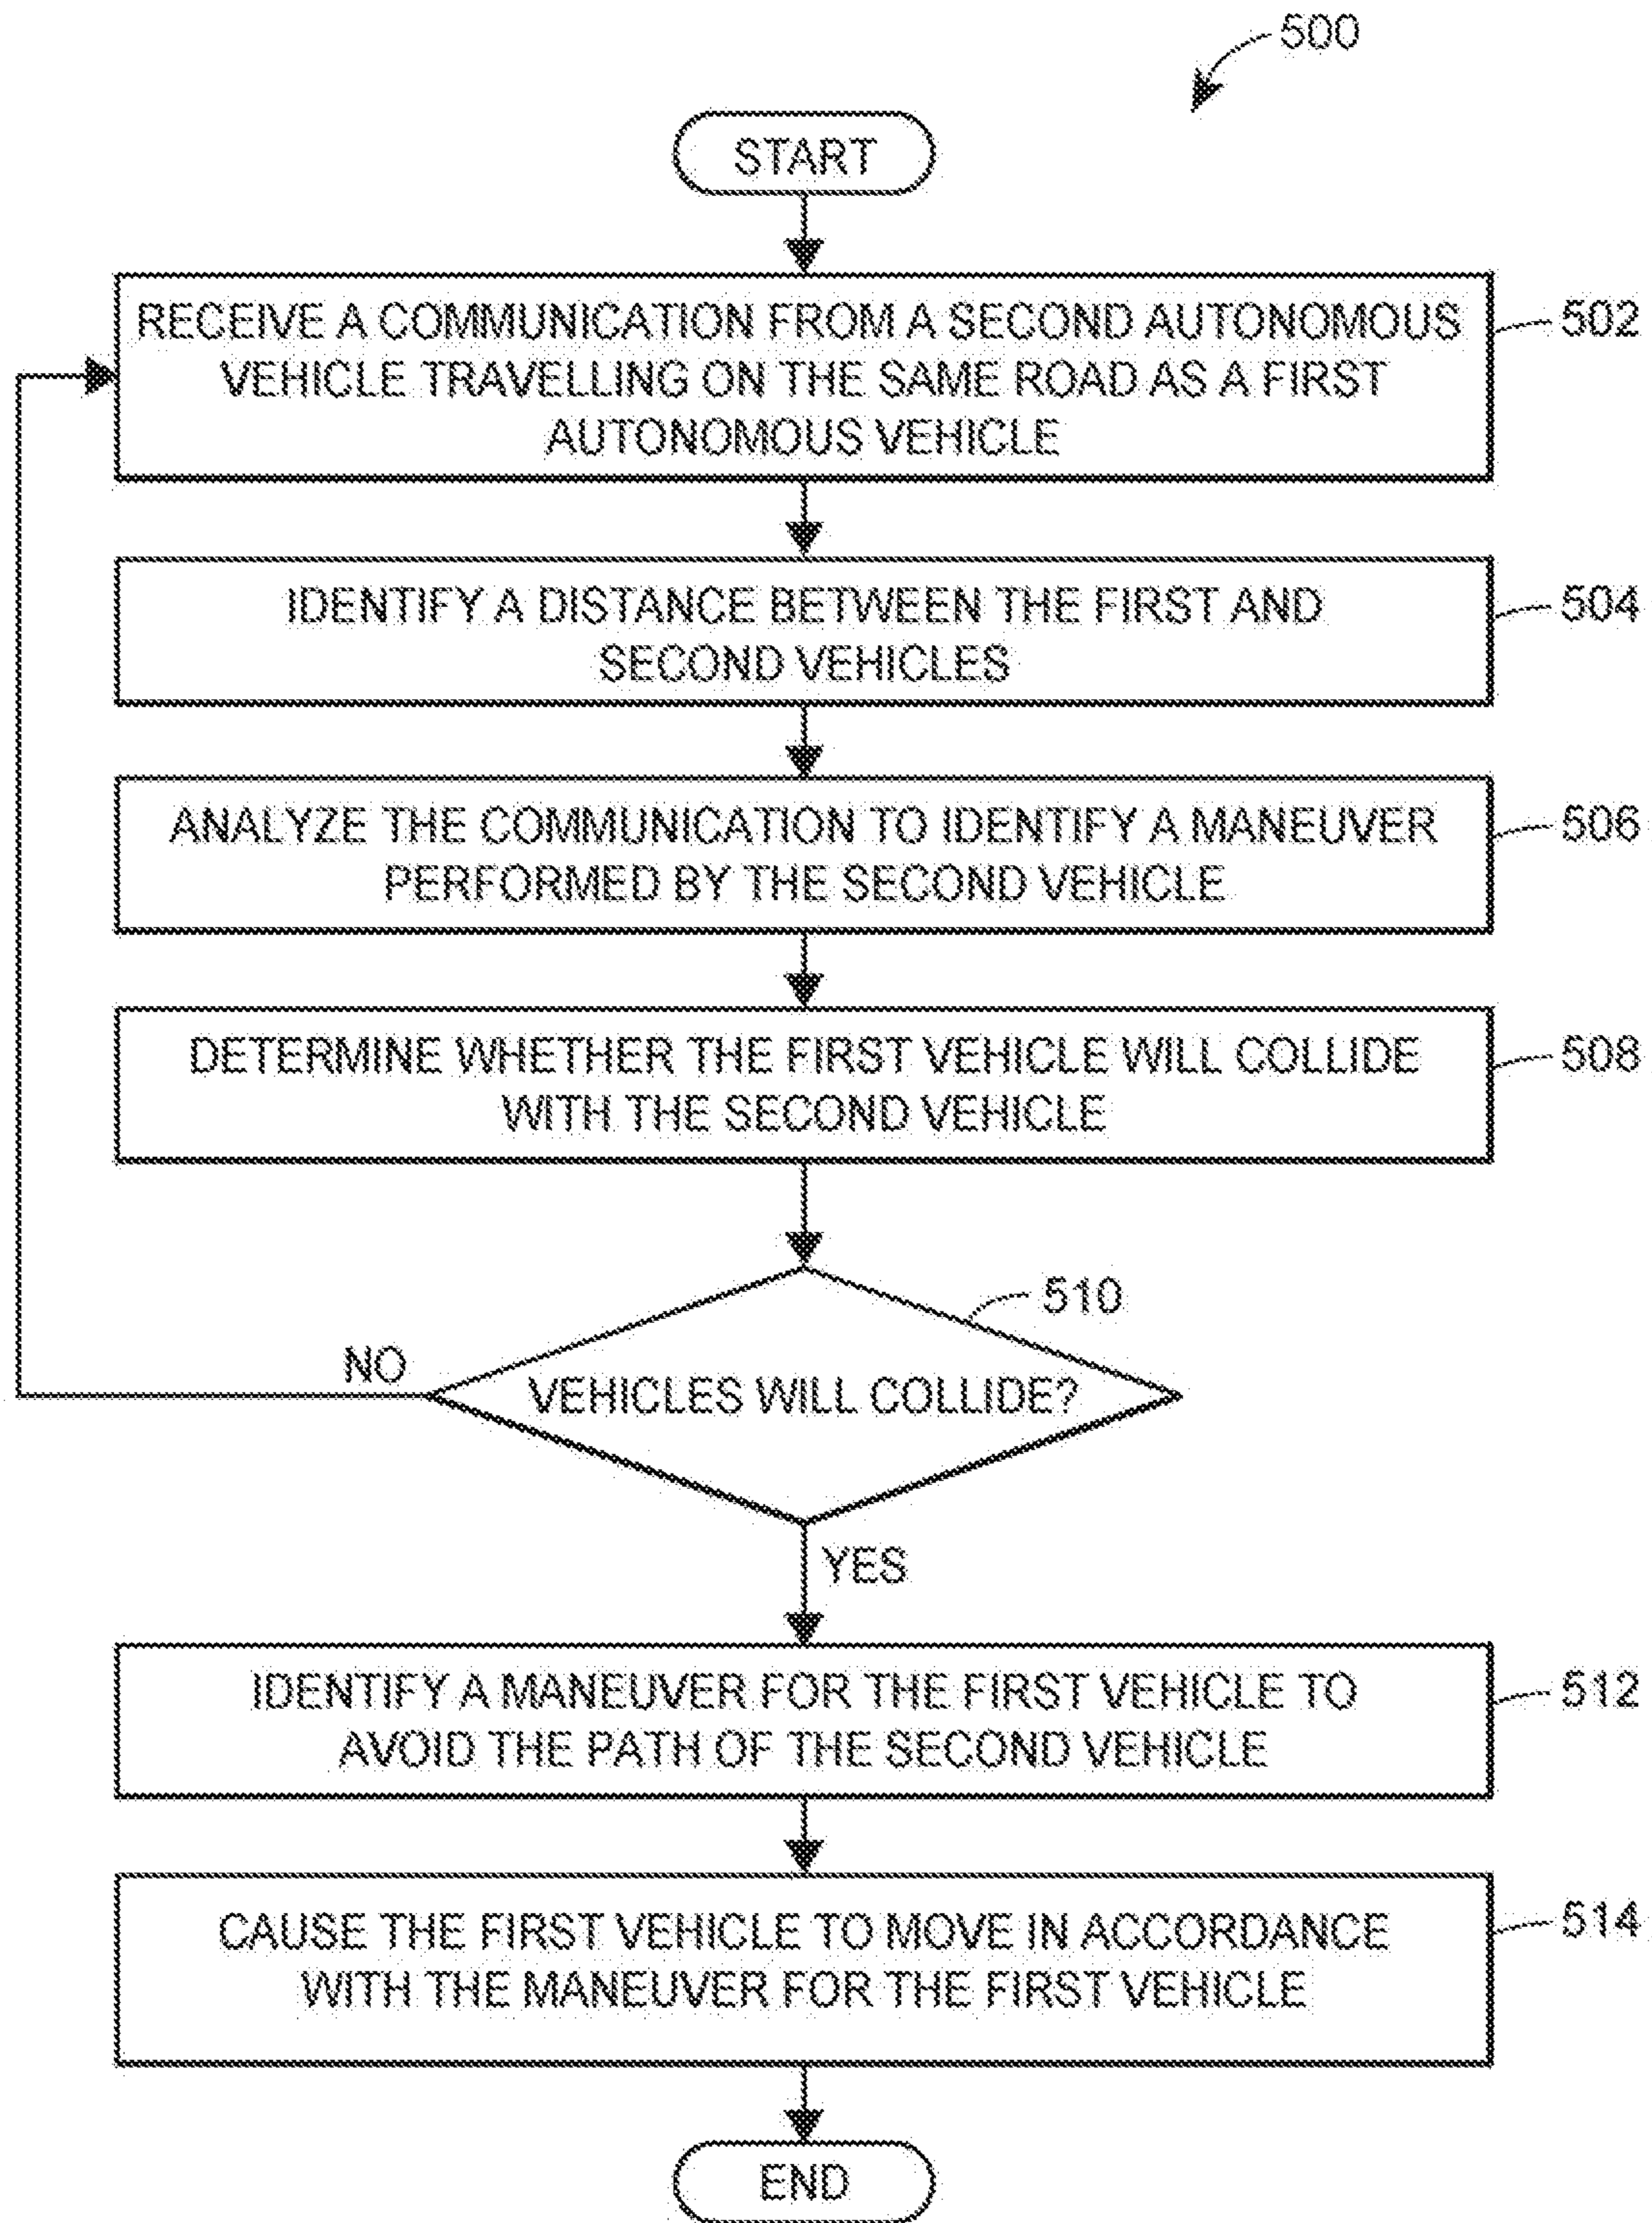 500
START
RECEIVE A COMMUNICATION FROM A SECOND AUTONOMOUS
VEHICLE TRAVELLING ON THE SAME ROAD AS A FIRST
AUTONOMOUS VEHICLE
502
IDENTIFY A DISTANCE BETWEEN THE FIRST AND
SECOND VEHICLES
504
ANALYZE THE COMMUNICATION TO IDENTIFY A MANEUVER
PERFORMED BY THE SECOND VEHICLE
506
DETERMINE WHETHER THE FIRST VEHICLE WILL COLLIDE
WITH THE SECOND VEHICLE
508
510
NO
VEHICLES WILL COLLIDE?
YES
IDENTIFY A MANEUVER FOR THE FIRST VEHICLE TO
AVOID THE PATH OF THE SECOND VEHICLE
512
CAUSE THE FIRST VEHICLE TO MOVE IN ACCORDANCE
WITH THE MANEUVER FOR THE FIRST VEHICLE
514
END